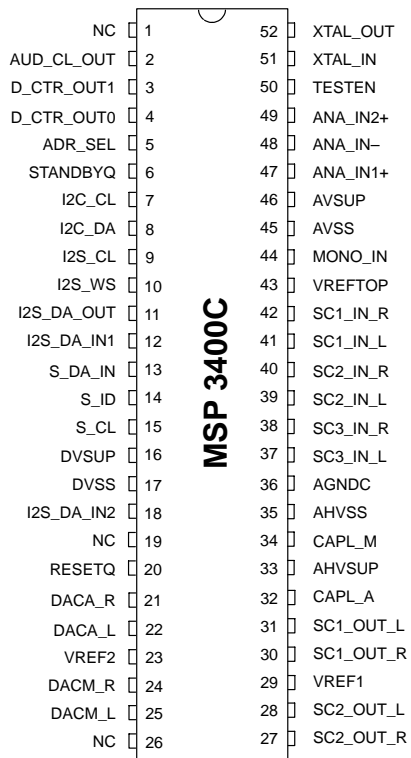 NC 1 52 XTAL_OUT
AUD_CL_OUT 2 51 XTAL_IN
D_CTR_OUT1 3 50 TESTEN
D_CTR_OUT0 4 49 ANA_IN2+
ADR_SEL 5 48 ANA_IN–
STANDBYQ 6 47 ANA_IN1+
I2C_CL 7 46 AVSUP
I2C_DA 8 45 AVSS
I2S_CL 9 44 MONO_IN
I2S_WS 10 43 VREFTOP
I2S_DA_OUT 11 42 SC1_IN_R
I2S_DA_IN1 12 41 SC1_IN_L
S_DA_IN 13 40 SC2_IN_R
S_ID 14 39 SC2_IN_L
S_CL 15 38 SC3_IN_R
DVSUP 16 37 SC3_IN_L
DVSS 17 36 AGNDC
I2S_DA_IN2 18 35 AHVSS
NC 19 34 CAPL_M
RESETQ 20 33 AHVSUP
DACA_R 21 32 CAPL_A
DACA_L 22 31 SC1_OUT_L
VREF2 23 30 SC1_OUT_R
DACM_R 24 29 VREF1
DACM_L 25 28 SC2_OUT_L
NC 26 27 SC2_OUT_R
MSP 3400C